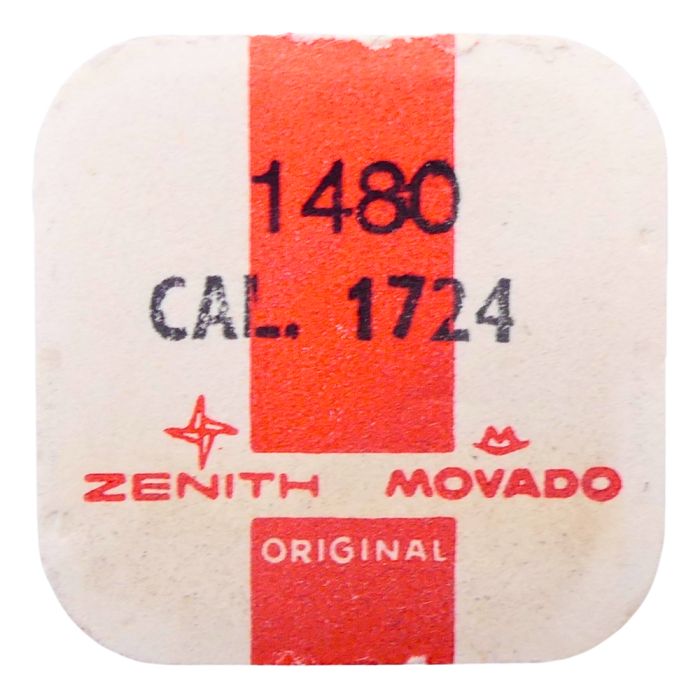 1480
CAL. 1724
ZENITH MOVADO
ORIGINAL